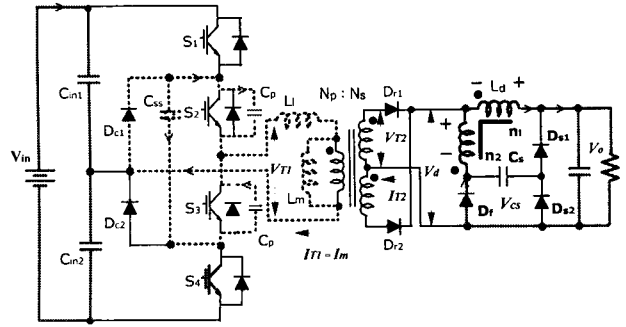 S1
Cin1
Css
S2
Cp
Ll
Np : Ns
Dr1
- Ld +
n1
Ds1
Dc1
VT1
VT2
Vd
+
-
n2
Cs
Vo
Vin
Lm
IT2
Dc2
S3
Cp
Df
Vcs
Ds2
Cin2
Dr2
IT1 = Im
S4